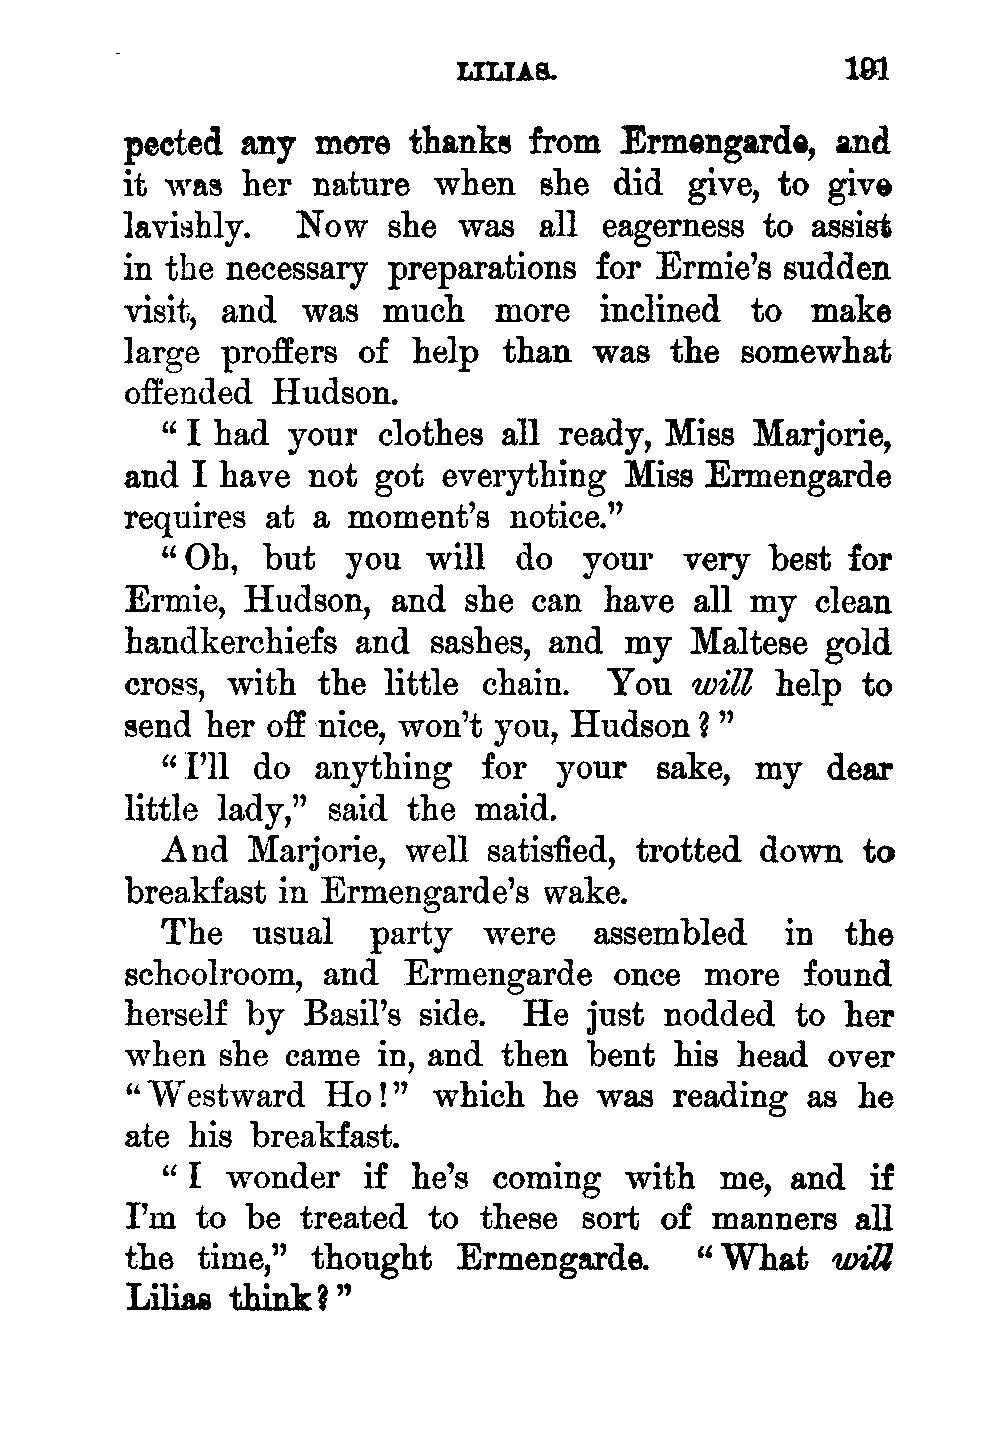 LILIAS. 191
pected any more thanks from Ermengarde, and
it was her nature when she did give, to give
lavishly. Now she was all eagerness to assist
in the necessary preparations for Ermie’s sudden
visit, and was much more inclined to make
large proffers of help than was the somewhat
offended Hudson.
“I had your clothes all ready, Miss Marjorie,
and I have not got everything Miss Ermengarde
requires at a moment’s notice.”
“Oh, but you will do your very best for
Ermie, Hudson, and she can have all my clean
handkerchiefs and sashes, and my Maltese gold
cross, with the little chain. You will help to
send her off nice, won’t you, Hudson?”
“I’ll do anything for your sake, my dear
little lady,” said the maid.
And Marjorie, well satisfied, trotted down to
breakfast in Ermengarde’s wake.
The usual party were assembled in the
schoolroom, and Ermengarde once more found
herself by Basil’s side. He just nodded to her
when she came in, and then bent his head over
“Westward Ho!” which he was reading as he
ate his breakfast.
“I wonder if he’s coming with me, and if
I’m to be treated to these sort of manners all
the time,” thought Ermengarde. “What will
Lilias think?”